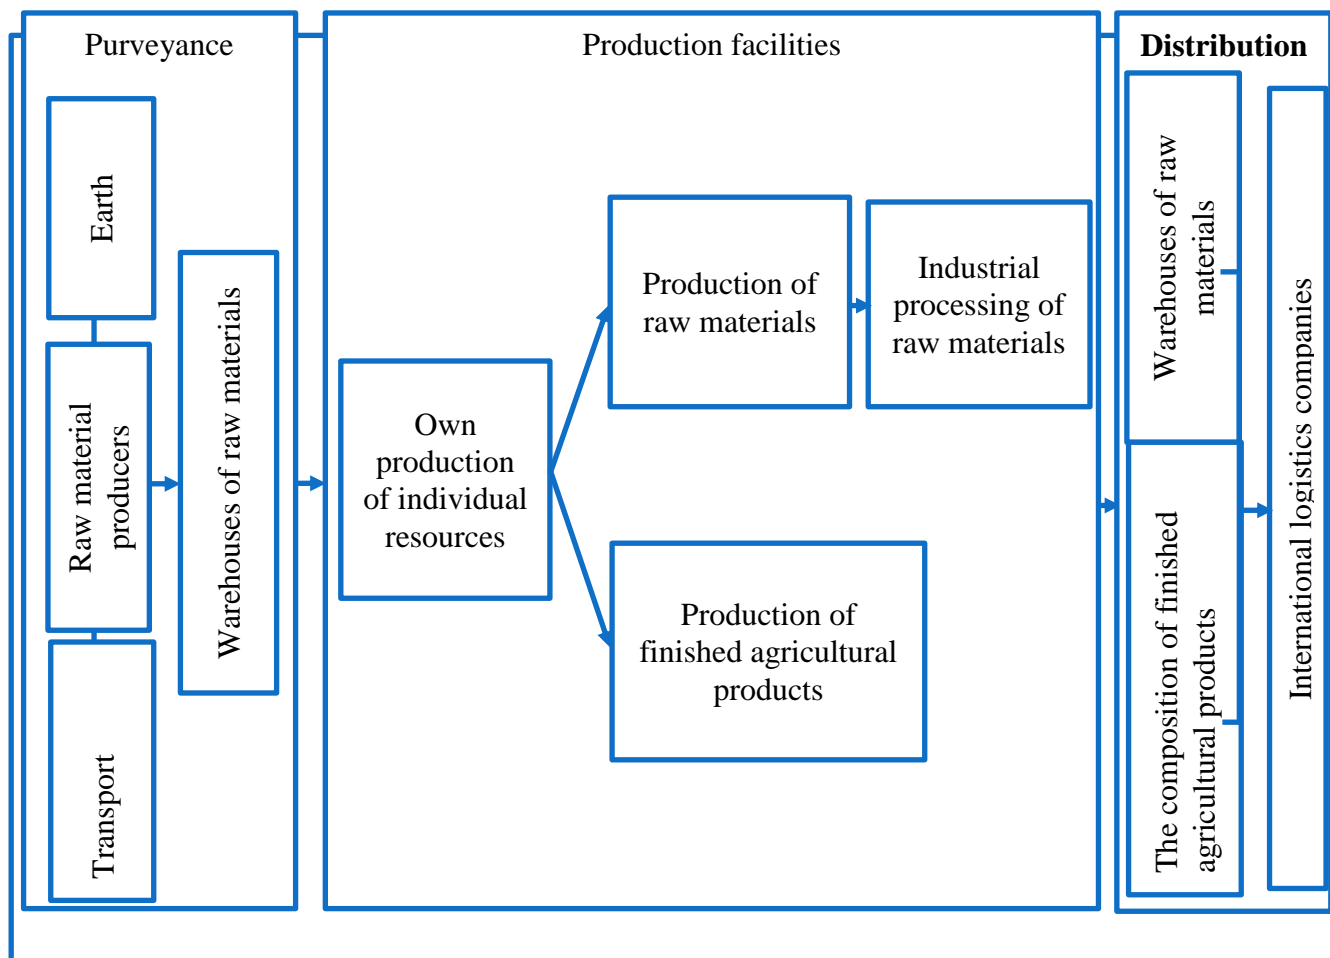 Purveyance
Earth
Raw material
producers
Transport
Warehouses of raw materials
Production facilities
Own
production
of individual
resources
Production of
raw materials
Industrial
processing of
raw materials
Production of
finished agricultural
products
Distribution
Warehouses of raw
materials
The composition of finished
agricultural products
International logistics companies